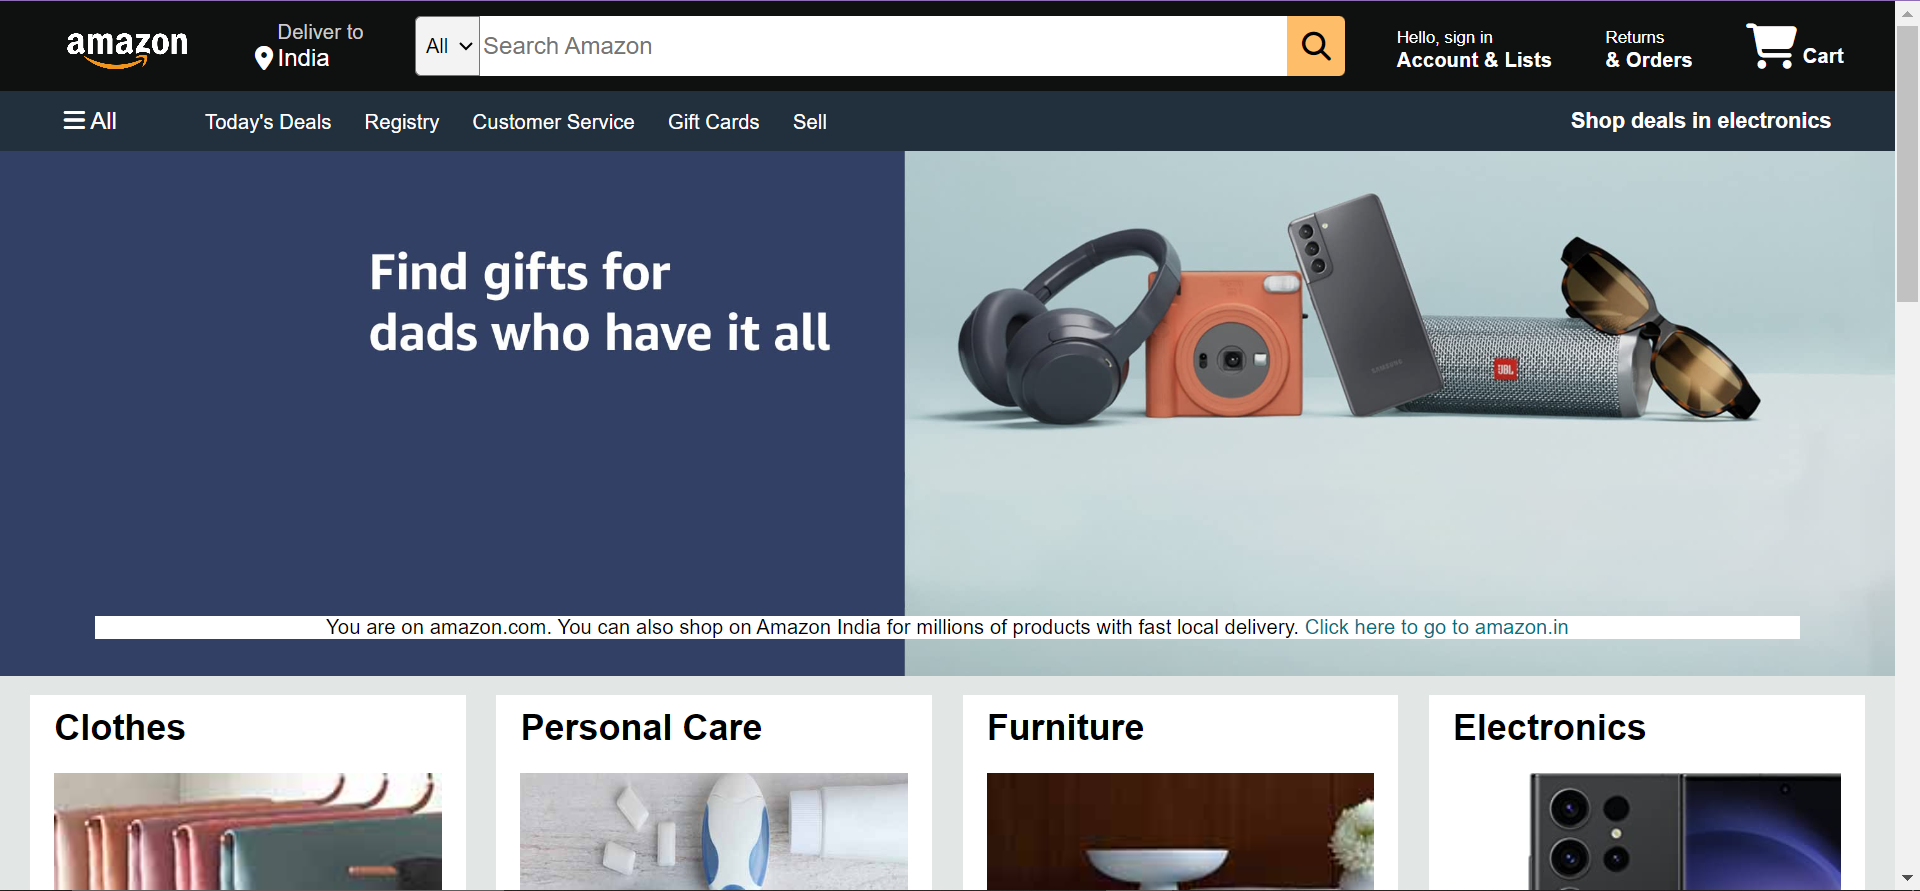 amazon
Deliver to
India
All
Search Amazon
Hello, sign in
Account & Lists
Returns
& Orders
Cart
All
Today's Deals
Registry
Customer Service
Gift Cards
Sell
Shop deals in electronics
Find gifts for
dads who have it all
SAMSUNG
JBL
You are on amazon.com. You can also shop on Amazon India for millions of products with fast local delivery. Click here to go to amazon.in
Clothes
Personal Care
Furniture
Electronics